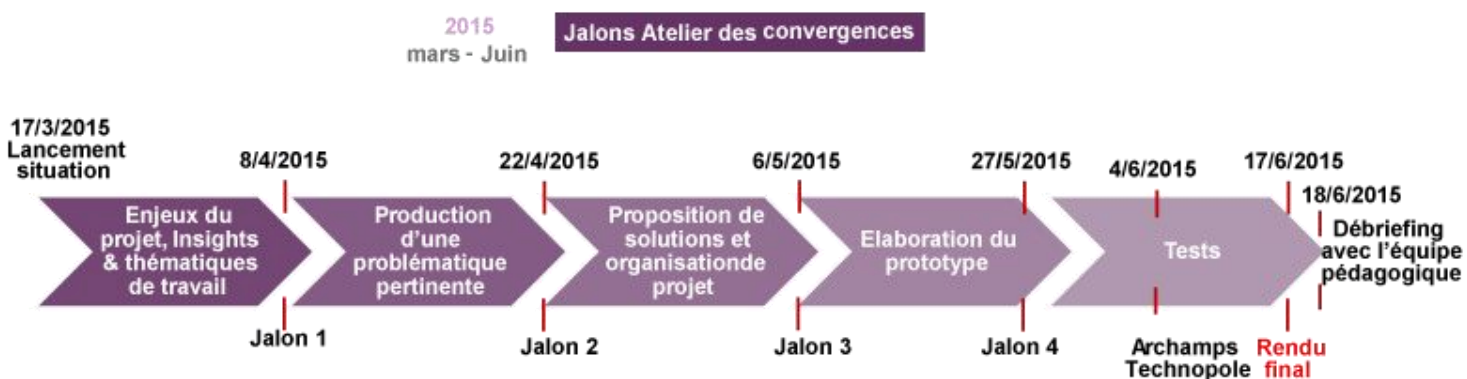 2015
mars - Juin
Jalons Atelier des convergences
17/3/2015
Lancement
situation
8/4/2015
22/4/2015
6/5/2015
27/5/2015
4/6/2015
17/6/2015
18/6/2015
Enjeux du
projet, Insights
& thématiques
de travail
Production
d'une
problématique
pertinente
Proposition de
solutions et
organisationde
projet
Elaboration du
prototype
Tests
Débriefing
avec l'équipe
pédagogique
Jalon 1
Jalon 2
Jalon 3
Jalon 4
Archamps
Technopole
Rendu
final